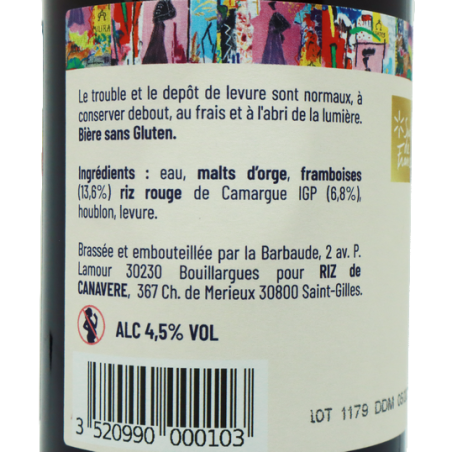 Le trouble et le depôt de levure sont normaux, à
conserver debout, au frais et à l'abri de la lumière.
Bière sans Gluten.
Ingrédients : eau, malts d'orge, framboises
(13,6%) riz rouge de Camargue IGP (6,8%),
houblon, levure.
Brassée et embouteillée par la Barbaude, 2 av. P.
Lamour 30230 Bouillargues pour RIZ de
CANAVERE, 367 Ch. de Merieux 30800 Saint-Gilles.
ALC 4,5% VOL
3 520990 000103
LOT 1179 DDM